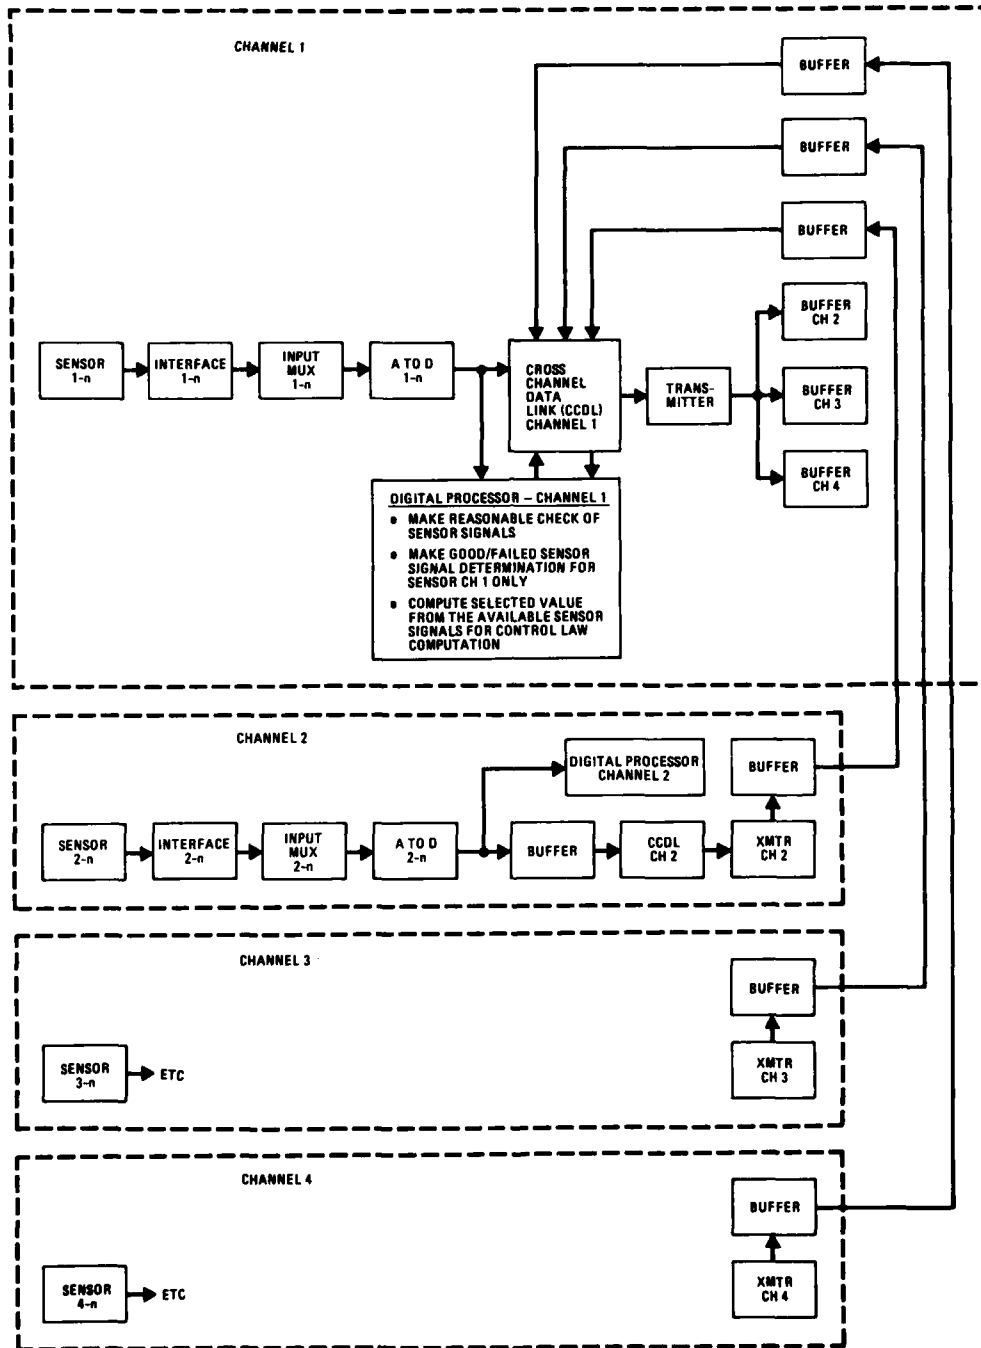 CHANNEL 1
BUFFER
BUFFER
BUFFER
BUFFER
CH 2
SENSOR
1-n
INTERFACE
1-n
INPUT
MUX
1-n
A TO D
1-n
CROSS
CHANNEL
DATA
LINK (CCDL)
CHANNEL 1
TRANS-
MITTER
BUFFER
CH 3
BUFFER
CH 4
DIGITAL PROCESSOR – CHANNEL 1
• MAKE REASONABLE CHECK OF
SENSOR SIGNALS
• MAKE GOOD/FAILED SENSOR
SIGNAL DETERMINATION FOR
SENSOR CH 1 ONLY
• COMPUTE SELECTED VALUE
FROM THE AVAILABLE SENSOR
SIGNALS FOR CONTROL LAW
COMPUTATION
CHANNEL 2
DIGITAL PROCESSOR
CHANNEL 2
BUFFER
SENSOR
2-n
INTERFACE
2-n
INPUT
MUX
2-n
A TO D
2-n
BUFFER
CCDL
CH 2
XMTR
CH 2
CHANNEL 3
BUFFER
SENSOR
3-n
ETC
XMTR
CH 3
CHANNEL 4
BUFFER
SENSOR
4-n
ETC
XMTR
CH 4